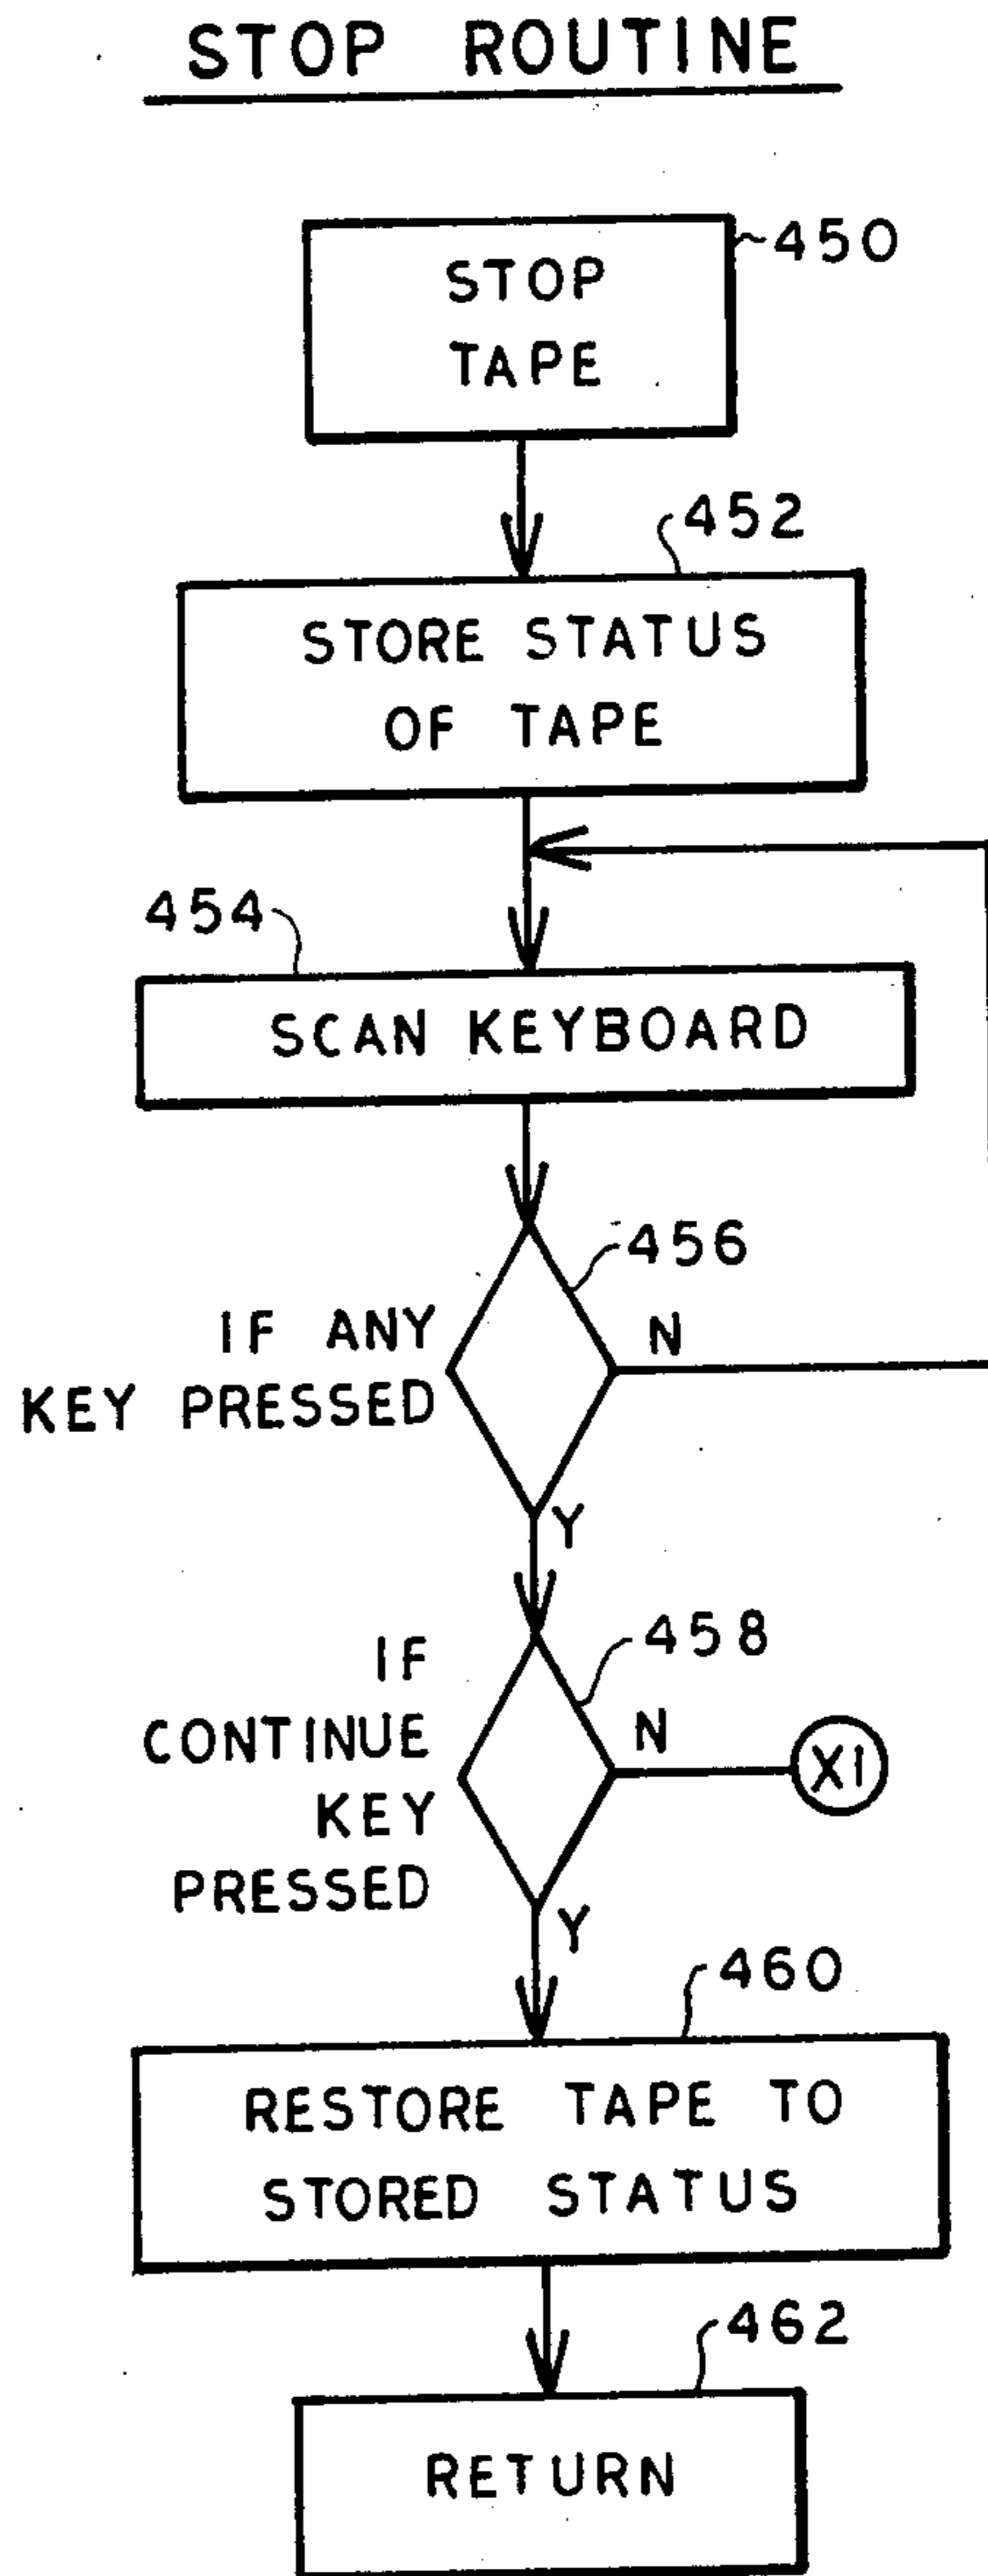 STOP ROUTINE
450
STOP
TAPE
452
STORE STATUS
OF TAPE
454
SCAN KEYBOARD
456
IF ANY
KEY PRESSED
N
Y
458
IF
CONTINUE
KEY
PRESSED
N
X1
Y
460
RESTORE TAPE TO
STORED STATUS
462
RETURN